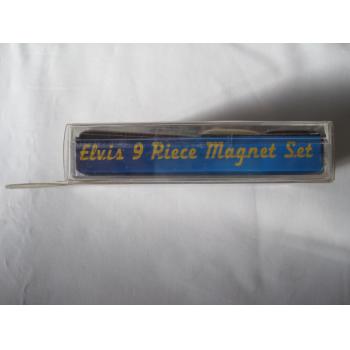 Elvis 9 Piece Magnet Set